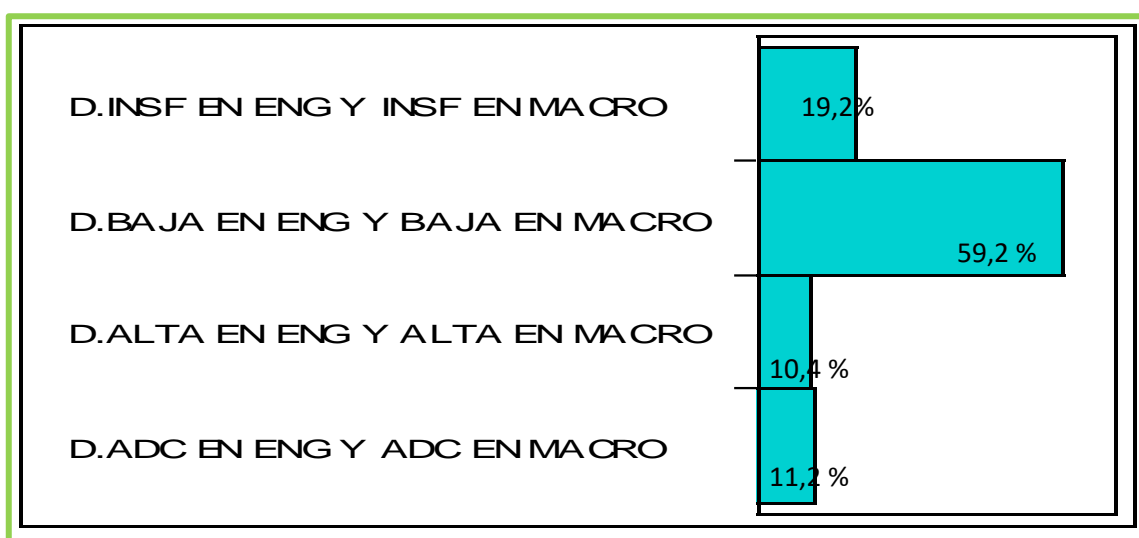 D.INSF EN ENG Y INSF EN MACRO
19,2%
D.BAJA EN ENG Y BAJA EN MACRO
59,2 %
D.ALTA EN ENG Y ALTA EN MACRO
10,4 %
D.ADC EN ENG Y ADC EN MACRO
11,2 %